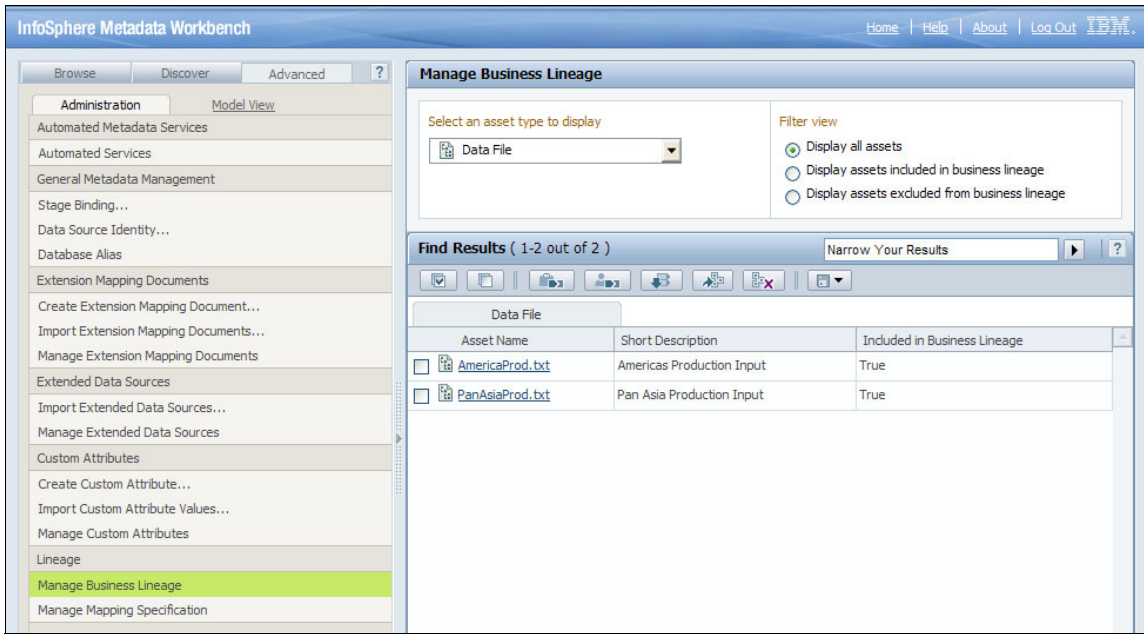 InfoSphere Metadata Workbench
Home | Help | About | Log Out IBM.
Browse Discover Advanced ?
Administration Model View
Automated Metadata Services
Automated Services
General Metadata Management
Stage Binding...
Data Source Identity...
Database Alias
Extension Mapping Documents
Create Extension Mapping Document...
Import Extension Mapping Documents...
Manage Extension Mapping Documents
Extended Data Sources
Import Extended Data Sources...
Manage Extended Data Sources
Custom Attributes
Create Custom Attribute...
Import Custom Attribute Values...
Manage Custom Attributes
Lineage
Manage Business Lineage
Manage Mapping Specification
Manage Business Lineage
Select an asset type to display
Data File
Filter view
Display all assets
Display assets included in business lineage
Display assets excluded from business lineage
Find Results ( 1-2 out of 2 ) Narrow Your Results ?
Data File
Asset Name Short Description Included in Business Lineage
AmericaProd.txt Americas Production Input True
PanAsiaProd.txt Pan Asia Production Input True